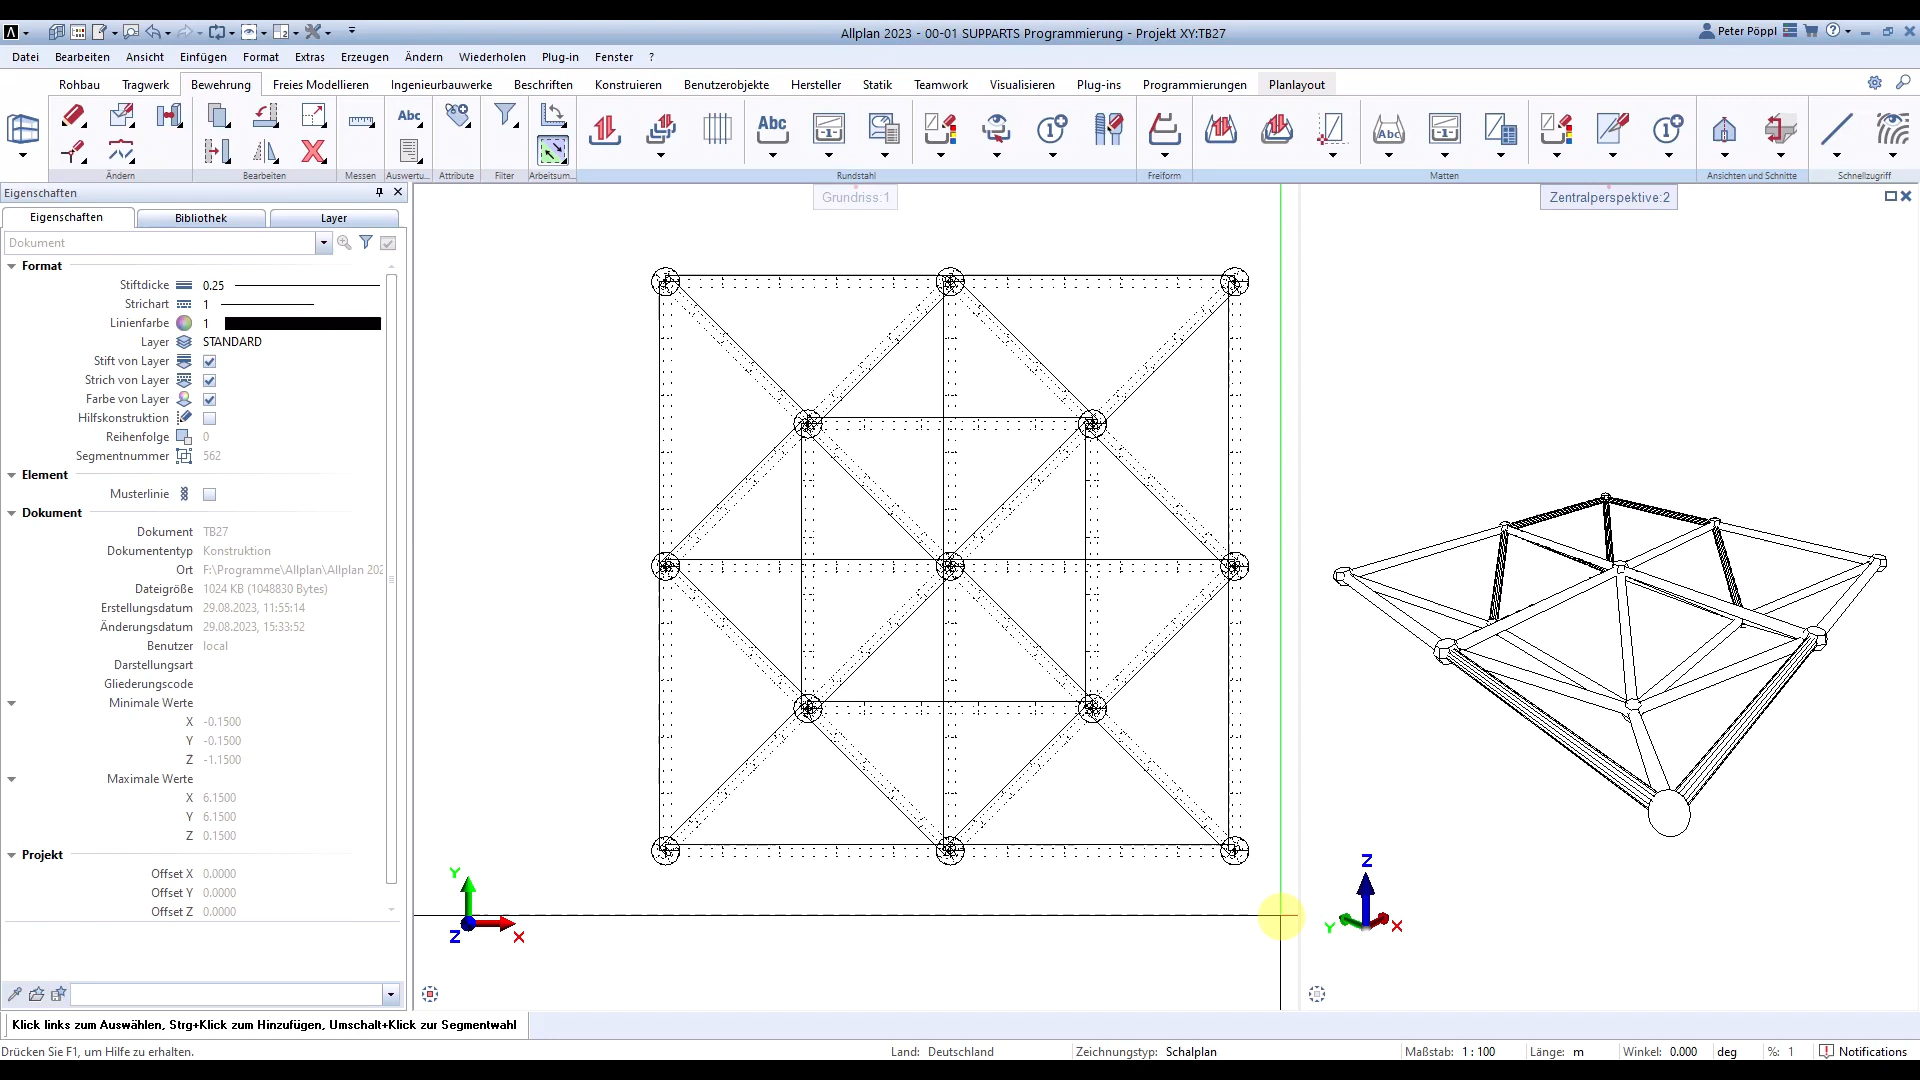 Allplan 2023 - 00-01 SUPPARTS Programmierung - Projekt XY:TB27
Peter Pöppl
Datei Bearbeiten Ansicht Einfügen Format Extras Erzeugen Ändern Wiederholen Plug-in Fenster ?
Rohbau Tragwerk Bewehrung Freies Modellieren Ingenieurbauwerke Beschriften Konstruieren Benutzerobjekte Hersteller Statik Teamwork Visualisieren Plug-ins Programmierung Planlayout
Abc Abc Abc
Ändern Bearbeiten Messen Auswertu... Attribute Filter Arbeitsum... Rundstahl Freiform Matten Ansichten und Schnitte Schnellzugriff
Eigenschaften
Eigenschaften Bibliothek Layer
Dokument
Format
Stiftdicke 0.25
Strichart 1
Linienfarbe 1
Layer STANDARD
Stift von Layer
Strich von Layer
Farbe von Layer
Hilfskonstruktion
Reihenfolge 0
Segmentnummer 562
Element
Musterlinie
Dokument
Dokument TB27
Dokumententyp Konstruktion
Ort F:\Programme\Allplan\Allplan 202
Dateigröße 1024 KB (1048830 Bytes)
Erstellungsdatum 29.08.2023, 11:55:14
Änderungsdatum 29.08.2023, 15:33:52
Benutzer local
Darstellungsart
Gliederungscode
Minimale Werte
X -0.1500
Y -0.1500
Z -1.1500
Maximale Werte
X 6.1500
Y 6.1500
Z 0.1500
Projekt
Offset X 0.0000
Offset Y 0.0000
Offset Z 0.0000
Grundriss:1
Y
Z X
Zentralperspektive:2
Z
Y X
Klick links zum Auswählen, Strg+Klick zum Hinzufügen, Umschalt+Klick zur Segmentwahl
Drücken Sie F1, um Hilfe zu erhalten. Land: Deutschland Zeichnungstyp: Schalplan Maßstab: 1 : 100 Länge: m Winkel: 0.000 deg %: 1 Notifications